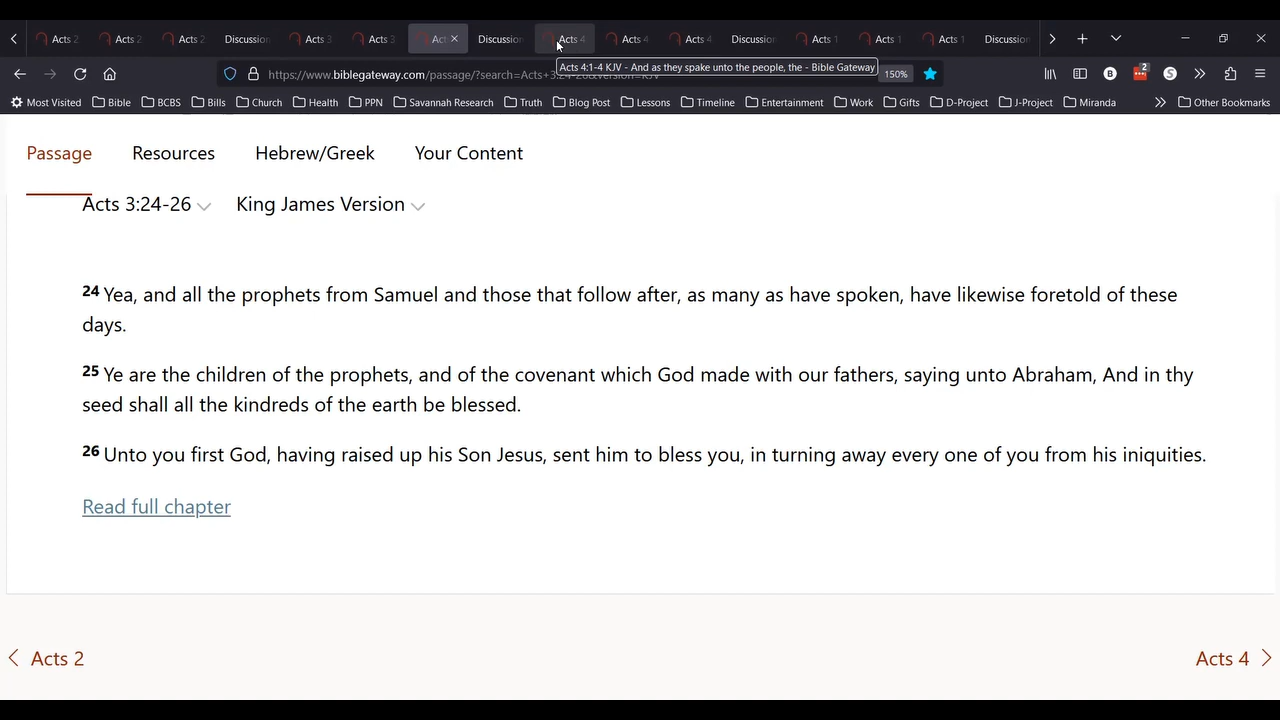 Acts 2
Acts 2
Acts 2
Discussion
Acts 3
Acts 3
Act
Discussion
Acts 4
Acts 4
Acts 4
Discussion
Acts 1
Acts 1
Acts 1
Discussion
https://www.biblegateway.com/passage/?search=Acts+3:24-26&version=KJV
Acts 4:1-4 KJV - And as they spake unto the people, the - Bible Gateway
150%
B
2
S
Most Visited
Bible
BCBS
Bills
Church
Health
PPN
Savannah Research
Truth
Blog Post
Lessons
Timeline
Entertainment
Work
Gifts
D-Project
J-Project
Miranda
Other Bookmarks
Passage
Resources
Hebrew/Greek
Your Content
Acts 3:24-26
King James Version
24 Yea, and all the prophets from Samuel and those that follow after, as many as have spoken, have likewise foretold of these
days.
25 Ye are the children of the prophets, and of the covenant which God made with our fathers, saying unto Abraham, And in thy
seed shall all the kindreds of the earth be blessed.
26 Unto you first God, having raised up his Son Jesus, sent him to bless you, in turning away every one of you from his iniquities.
Read full chapter
Acts 2
Acts 4